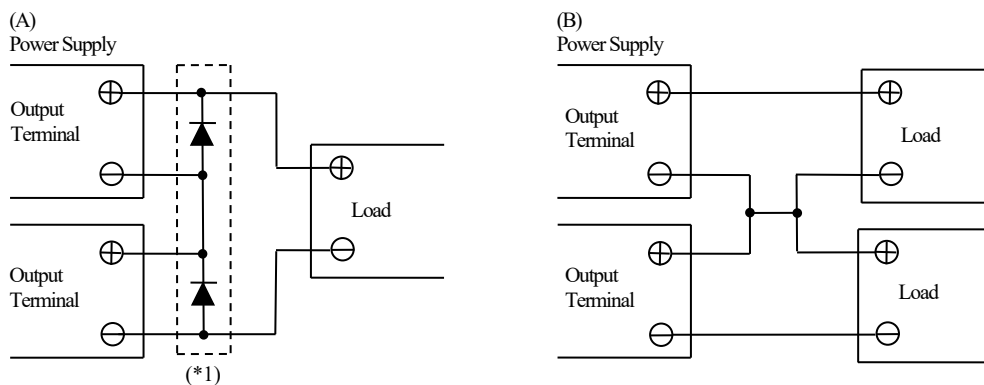 (A)
Power Supply
Output
Terminal
Load
Output
Terminal
(*1)
(B)
Power Supply
Output
Terminal
Load
Output
Terminal
Load